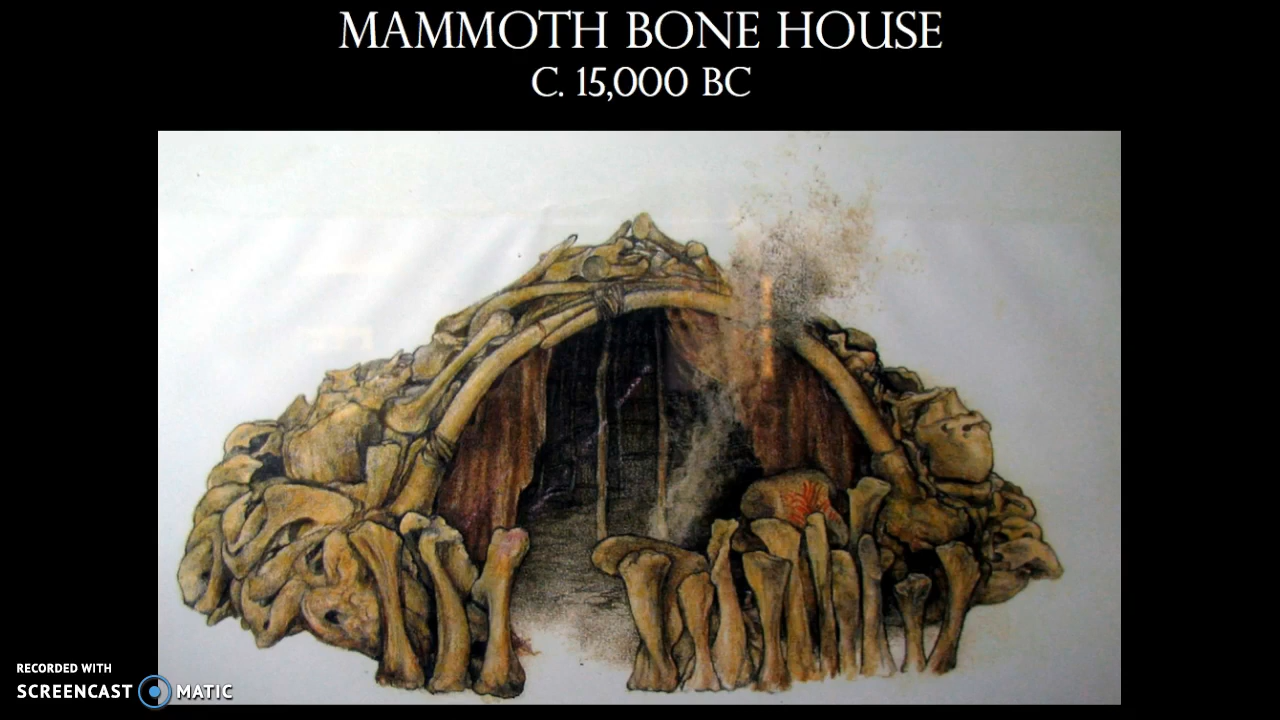 MAMMOTH BONE HOUSE
C. 15,000 BC
RECORDED WITH
SCREENCAST MATIC